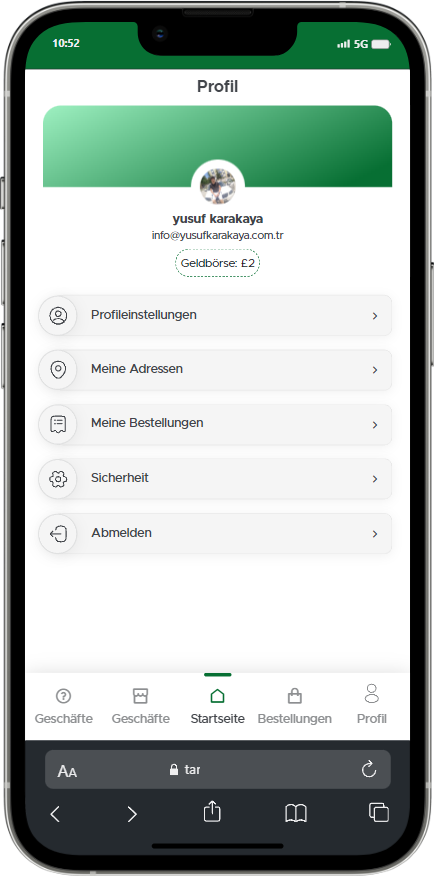 10:52
5G
Profil
yusuf karakaya
info@yusufkarakaya.com.tr
Geldbörse: £2
Profileinstellungen
Meine Adressen
Meine Bestellungen
Sicherheit
Abmelden
Geschäfte Geschäfte Startseite Bestellungen Profil
AA tar